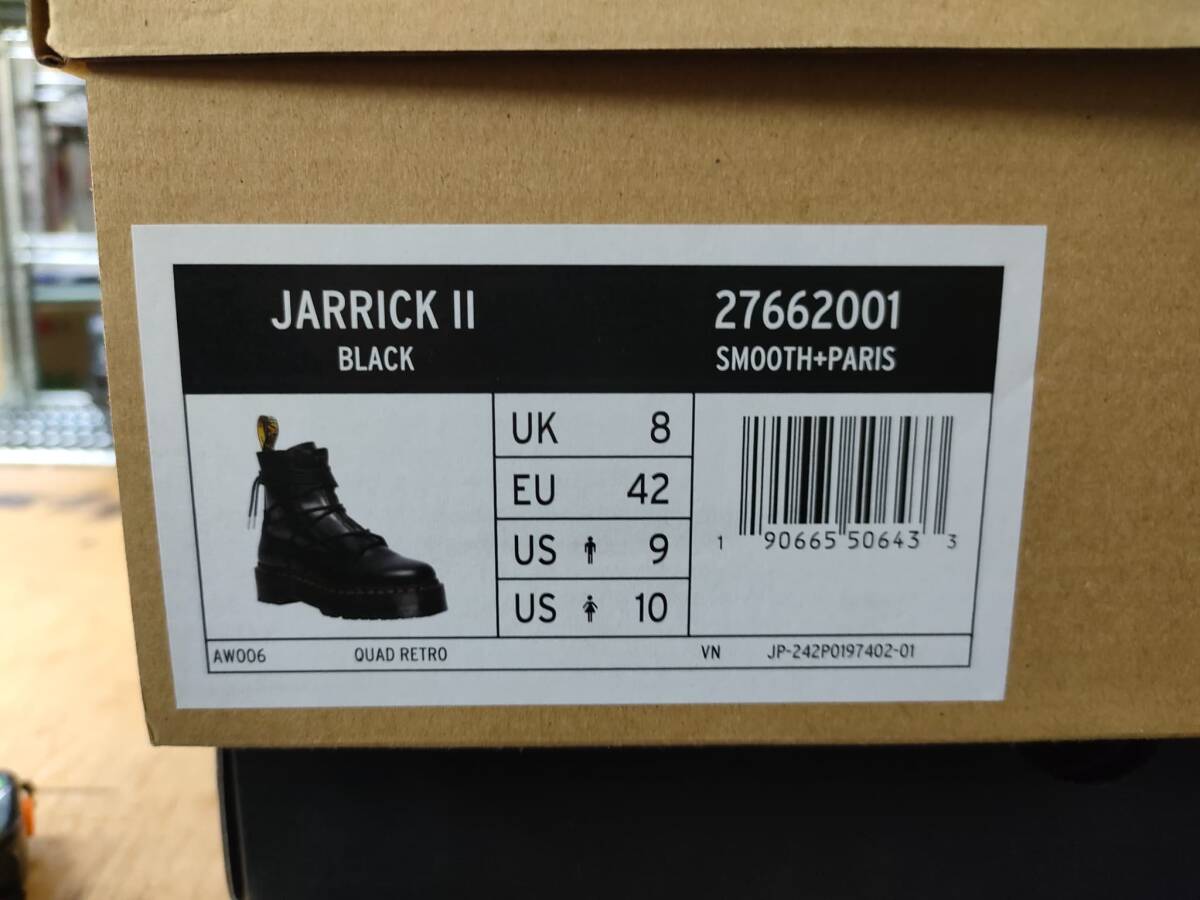 JARRICK II
BLACK
27662001
SMOOTH+PARIS
UK 8
EU 42
US 9
US 10
1 90665 50643 3
AW006 QUAD RETRO VN JP-242P0197402-01